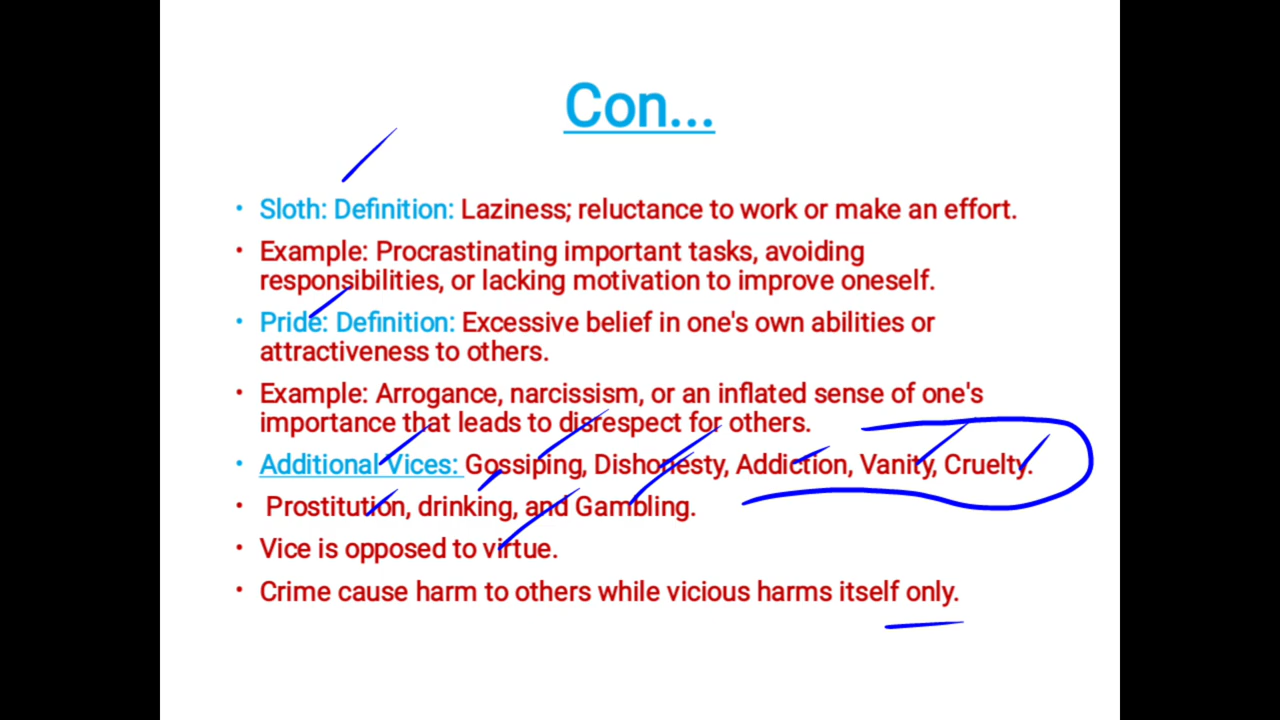 Con...
• Sloth: Definition: Laziness; reluctance to work or make an effort.
• Example: Procrastinating important tasks, avoiding
responsibilities, or lacking motivation to improve oneself.
• Pride: Definition: Excessive belief in one's own abilities or
attractiveness to others.
• Example: Arrogance, narcissism, or an inflated sense of one's
importance that leads to disrespect for others.
• Additional Vices: Gossiping, Dishonesty, Addiction, Vanity, Cruelty.
• Prostitution, drinking, and Gambling.
• Vice is opposed to virtue.
• Crime cause harm to others while vicious harms itself only.